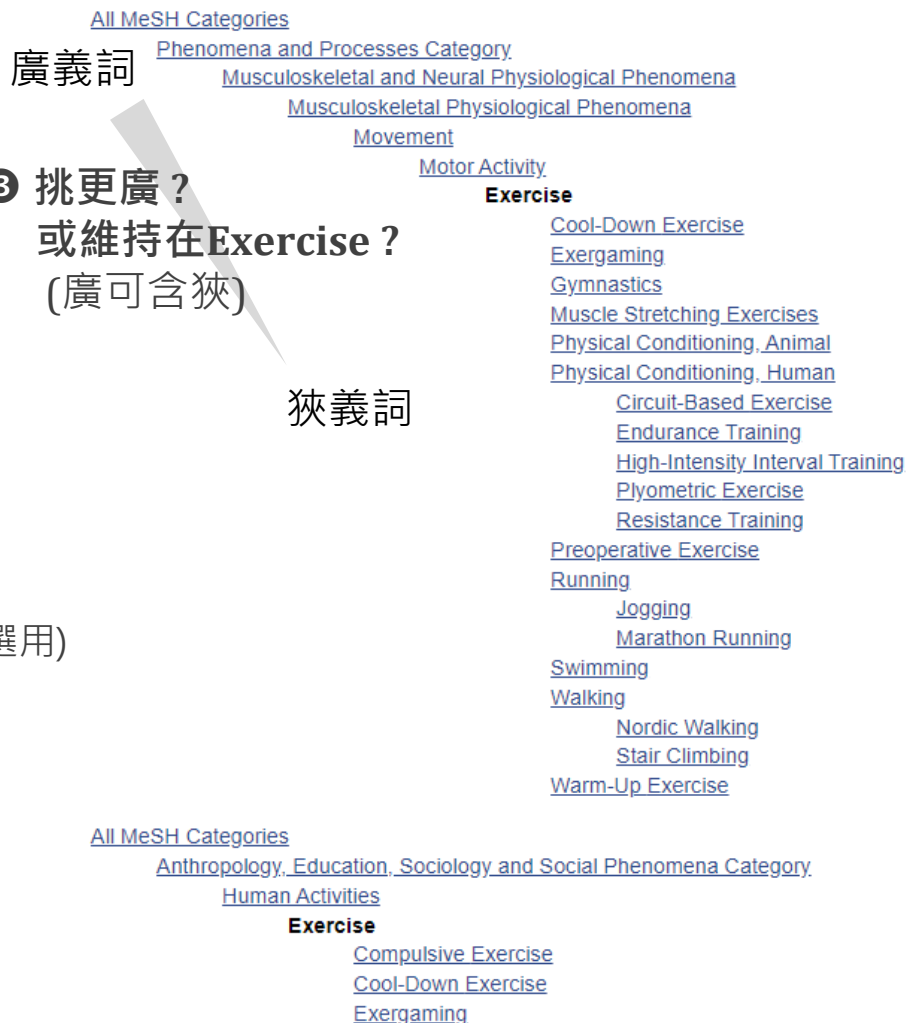 All MeSH Categories
Phenomena and Processes Category
廣義詞
Musculoskeletal and Neural Physiological Phenomena
Musculoskeletal Physiological Phenomena
Movement
Motor Activity
❸ 挑更廣？
或維持在Exercise？
(廣可含狹)
狹義詞
Exercise
Cool-Down Exercise
Exergaming
Gymnastics
Muscle Stretching Exercises
Physical Conditioning, Animal
Physical Conditioning, Human
Circuit-Based Exercise
Endurance Training
High-Intensity Interval Training
Plyometric Exercise
Resistance Training
Preoperative Exercise
Running
Jogging
Marathon Running
選用)
Swimming
Walking
Nordic Walking
Stair Climbing
Warm-Up Exercise
All MeSH Categories
Anthropology, Education, Sociology and Social Phenomena Category
Human Activities
Exercise
Compulsive Exercise
Cool-Down Exercise
Exergaming